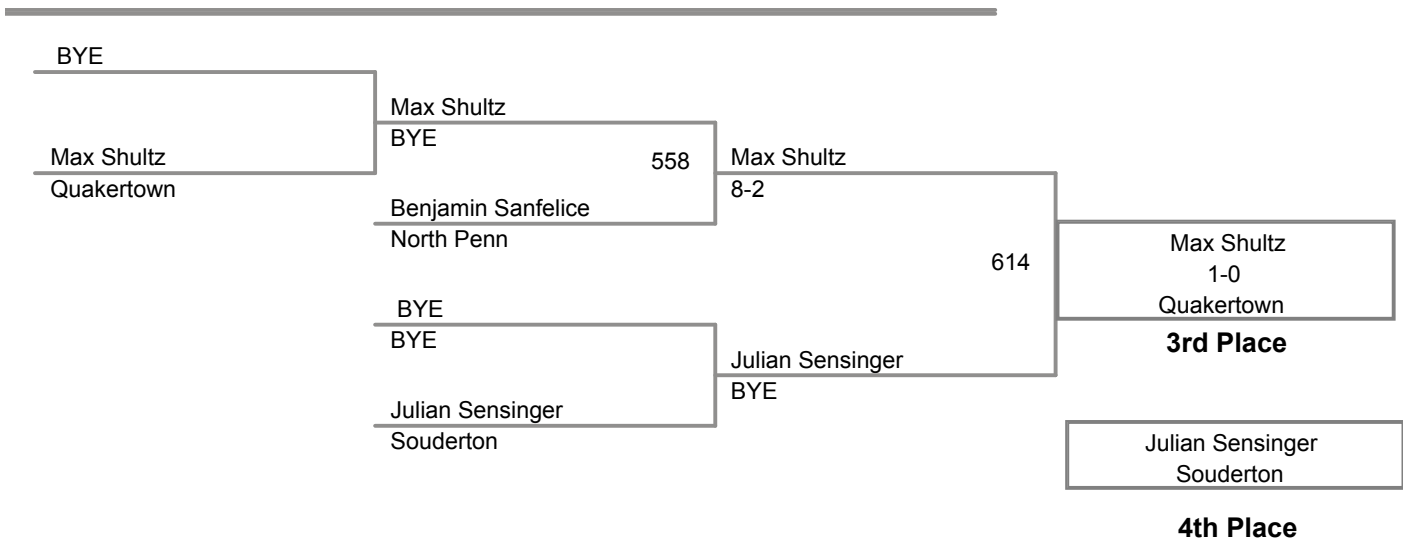 BYE
Max Shultz
Quakertown
Max Shultz
BYE
558
Benjamin Sanfelice
North Penn
BYE
BYE
Julian Sensinger
Souderton
Max Shultz
8-2
614
Julian Sensinger
BYE
Max Shultz
1-0
Quakertown
3rd Place
Julian Sensinger
Souderton
4th Place